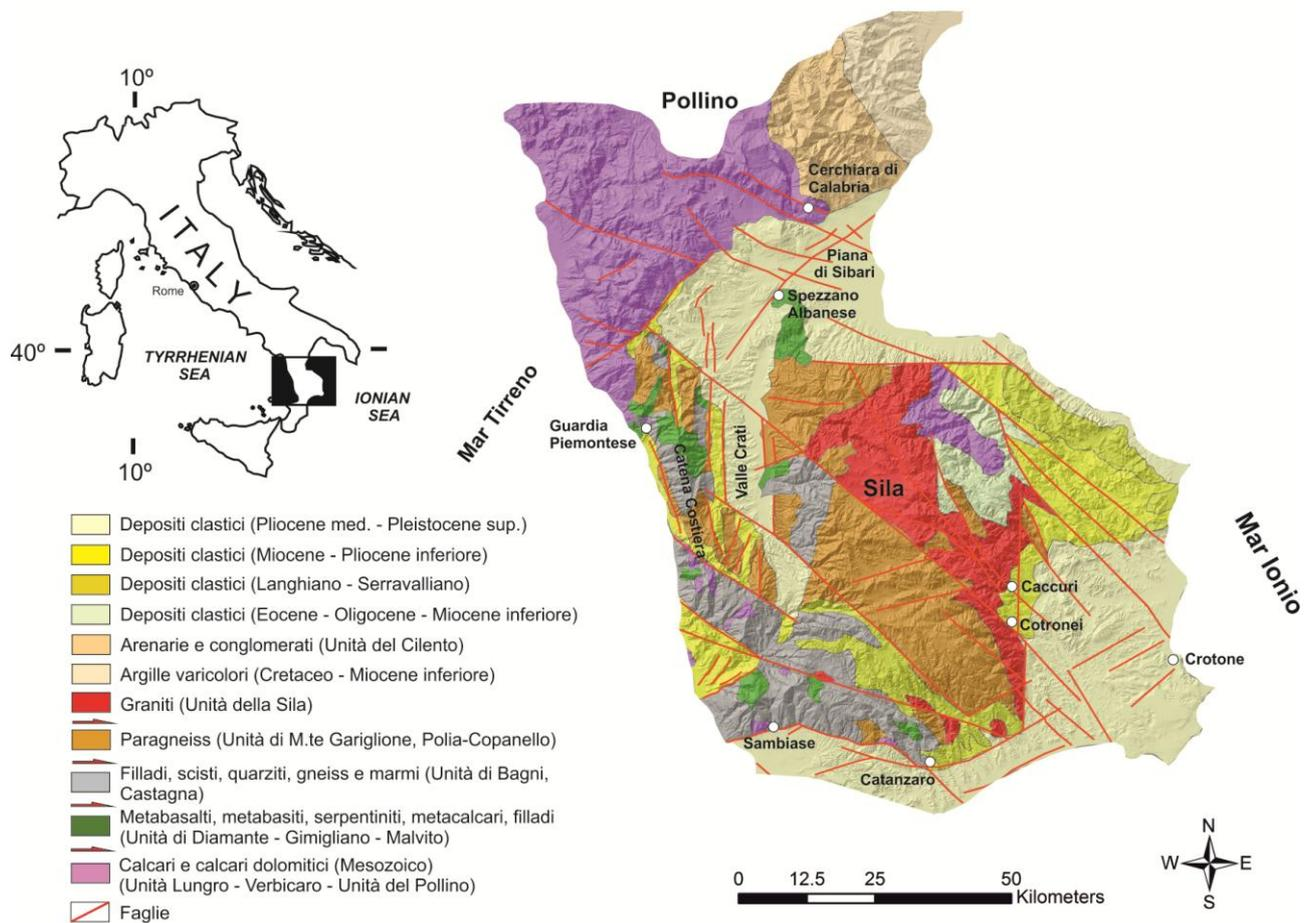 10º
ITALY
Rome
40º
TYRRHENIAN
SEA
IONIAN
SEA
10º
Pollino
Cerchiara di
Calabria
Piana
di Sibari
Spezzano
Albanese
Mar Tirreno
Guardia
Piemontese
Catena Costiera
Valle Crati
Sila
Mar Ionio
Caccuri
Cotronei
Crotone
Sambiase
Catanzaro
Depositi clastici (Pliocene med. - Pleistocene sup.)
Depositi clastici (Miocene - Pliocene inferiore)
Depositi clastici (Langhiano - Serravalliano)
Depositi clastici (Eocene - Oligocene - Miocene inferiore)
Arenarie e conglomerati (Unità del Cilento)
Argille varicolori (Cretaceo - Miocene inferiore)
Graniti (Unità della Sila)
Paragneiss (Unità di M.te Gariglione, Polia-Copanello)
Filladi, scisti, quarziti, gneiss e marmi (Unità di Bagni,
Castagna)
Metabasalti, metabasiti, serpentiniti, metacalcari, filladi
(Unità di Diamante - Gimigliano - Malvito)
Calcari e calcari dolomitici (Mesozoico)
(Unità Lungro - Verbicaro - Unità del Pollino)
Faglie
0 12.5 25 50
Kilometers
N
W E
S